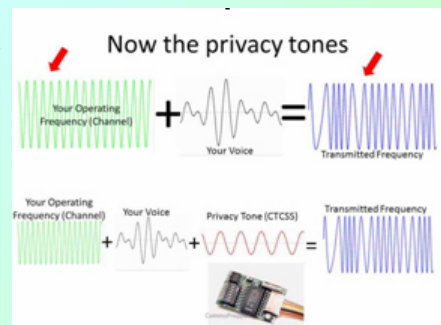 Now the privacy tones
Your Operating
Frequency (Channel)
Your Voice
Transmitted Frequency
Your Operating
Frequency (Channel)
Your Voice
Privacy Tone (CTCSS)
Transmitted Frequency